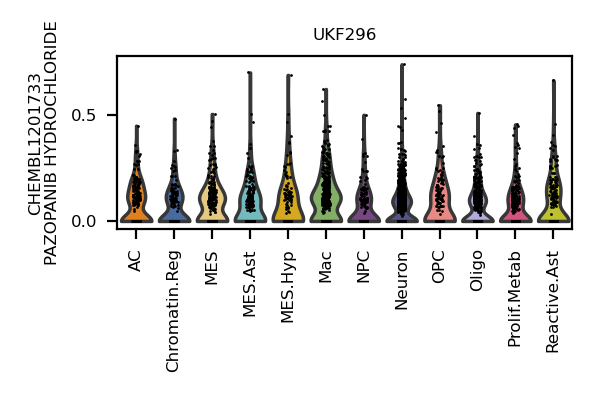 UKF296
CHEMBL1201733
PAZOPANIB HYDROCHLORIDE
0.5
0.0
AC
Chromatin.Reg
MES
MES.Ast
MES.Hyp
Mac
NPC
Neuron
OPC
Oligo
Prolif.Metab
Reactive.Ast